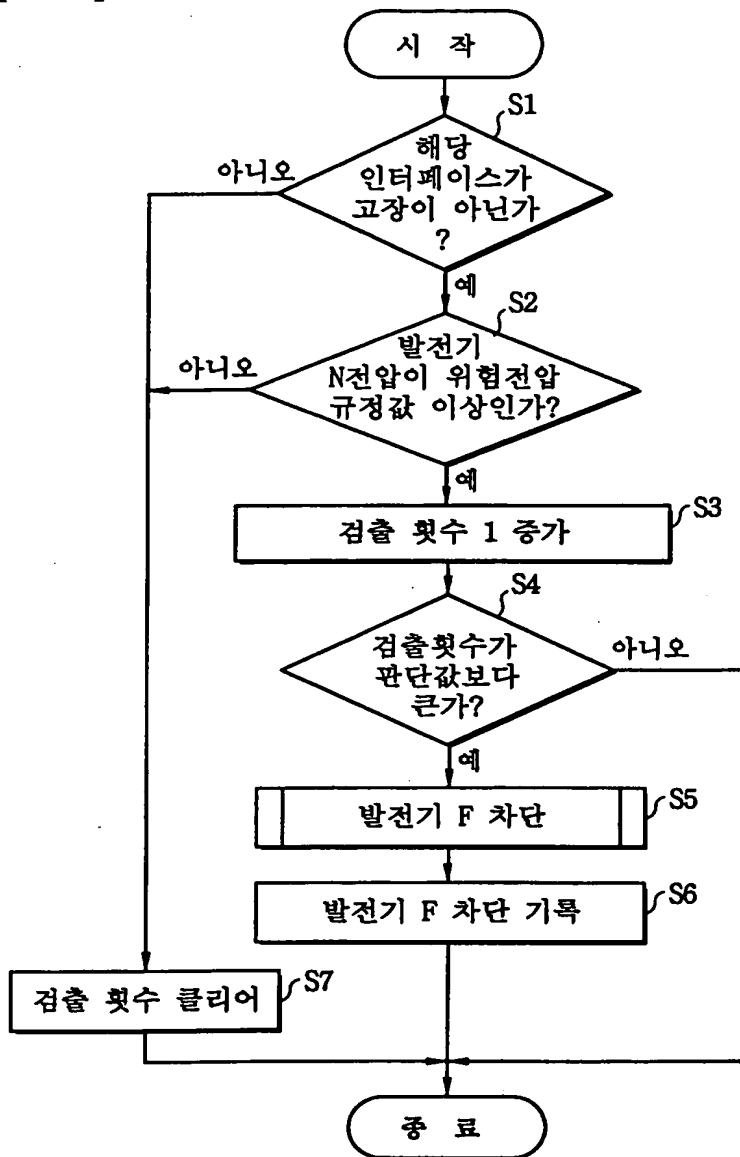 시 작
S1
해당
인터페이스가
고장이 아닌가
?
아니오
예
S2
발전기
N전압이 위험전압
규정값 이상인가?
아니오
예
S3
검출 횟수 1 증가
S4
검출횟수가
판단값보다
큰가?
아니오
예
발전기 F 차단
S5
발전기 F 차단 기록
S6
검출 횟수 클리어
S7
종 료